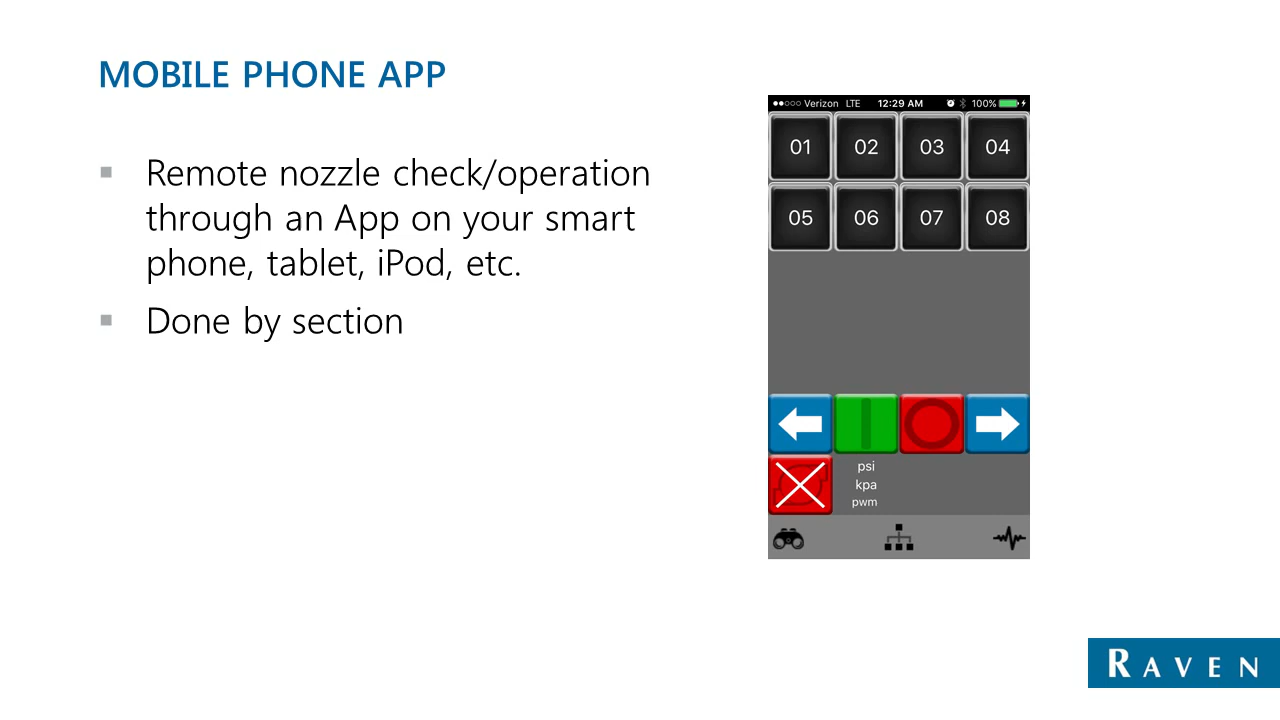 MOBILE PHONE APP
▪ Remote nozzle check/operation
through an App on your smart
phone, tablet, iPod, etc.
▪ Done by section
Verizon LTE 12:29 AM 100%
01 02 03 04
05 06 07 08
psi
kpa
pwm
RAVEN